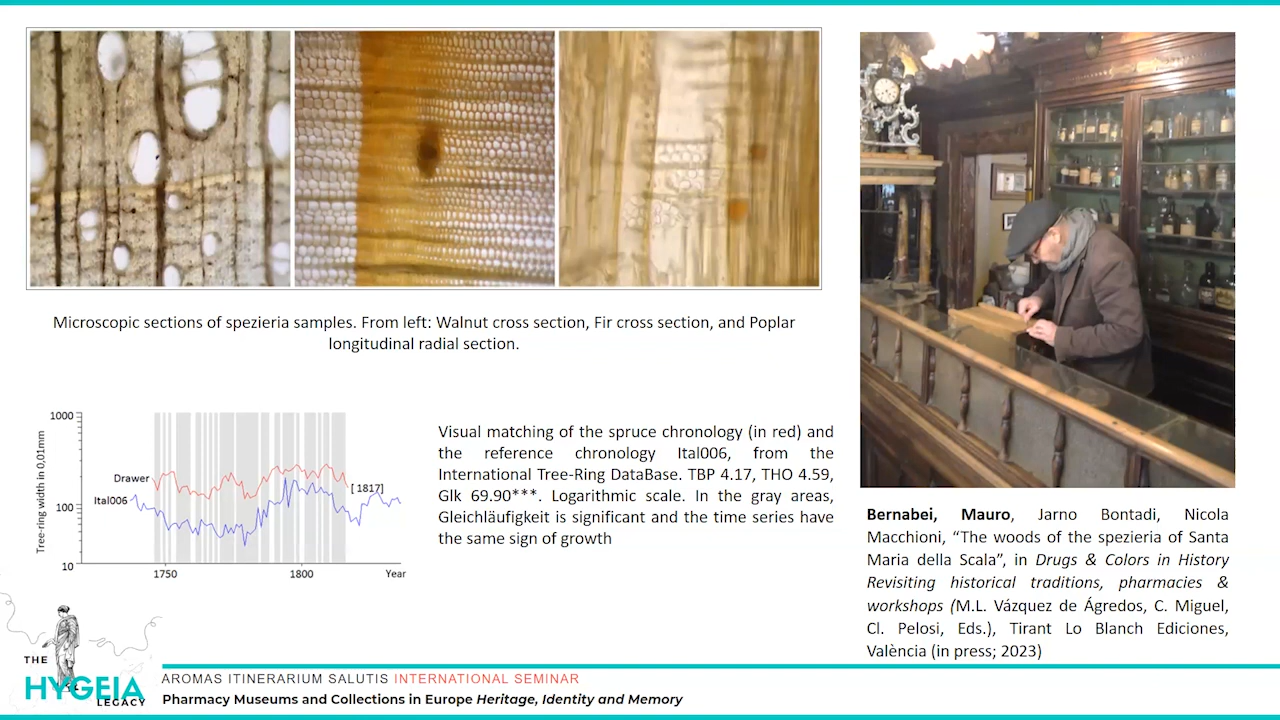 Microscopic sections of spezieria samples. From left: Walnut cross section, Fir cross section, and Poplar
longitudinal radial section.
1000
100
10
Tree-ring width in 0,01mm
Drawer
Ital006
[ 1817]
1750
1800
Year
Visual matching of the spruce chronology (in red) and
the reference chronology Ital006, from the
International Tree-Ring DataBase. TBP 4.17, THO 4.59,
Glk 69.90***. Logarithmic scale. In the gray areas,
Gleichläufigkeit is significant and the time series have
the same sign of growth
Bernabei, Mauro, Jarno Bontadi, Nicola
Macchioni, “The woods of the spezieria of Santa
Maria della Scala”, in Drugs & Colors in History
Revisiting historical traditions, pharmacies &
workshops (M.L. Vázquez de Ágredos, C. Miguel,
Cl. Pelosi, Eds.), Tirant Lo Blanch Ediciones,
València (in press; 2023)
THE
HYGEIA
LEGACY
AROMAS ITINERARIUM SALUTIS INTERNATIONAL SEMINAR
Pharmacy Museums and Collections in Europe Heritage, Identity and Memory